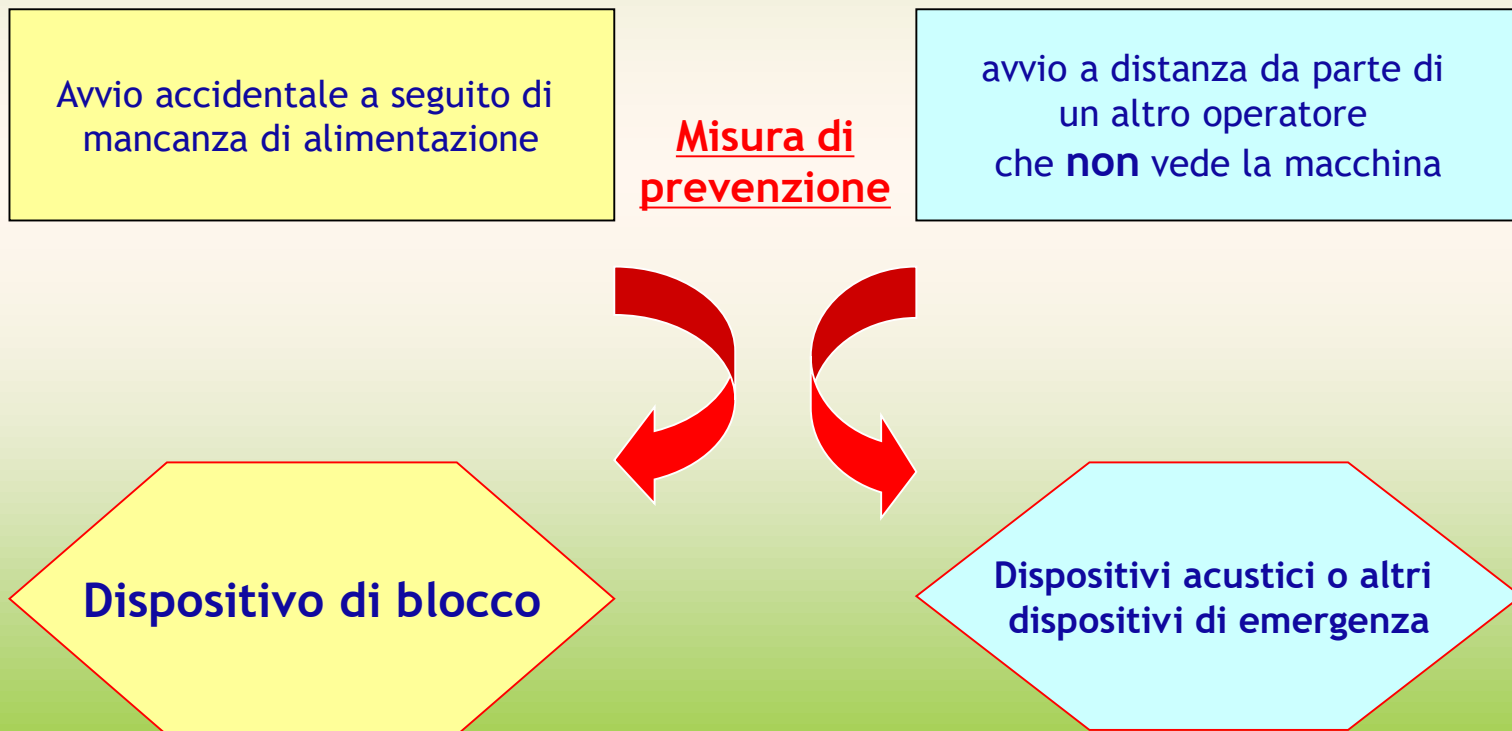 Avvio accidentale a seguito di
mancanza di alimentazione
Misura di
prevenzione
avvio a distanza da parte di
un altro operatore
che non vede la macchina
Dispositivo di blocco
Dispositivi acustici o altri
dispositivi di emergenza